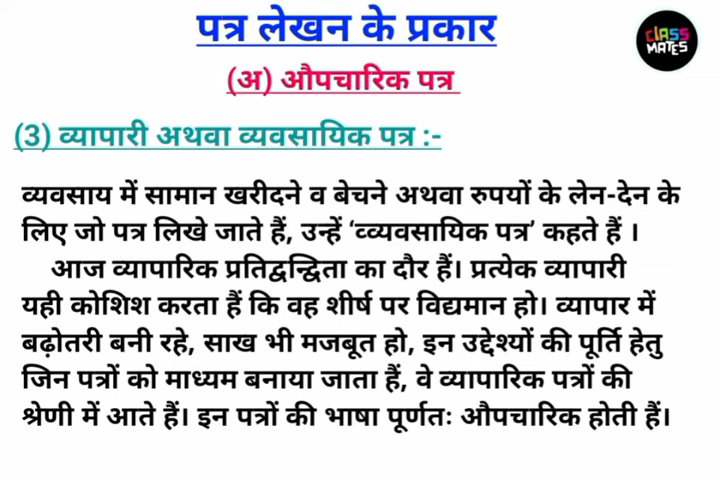 पत्र लेखन के प्रकार
CLASS
MATES
(अ) औपचारिक पत्र
(3) व्यापारी अथवा व्यवसायिक पत्र :-
व्यवसाय में सामान खरीदने व बेचने अथवा रुपयों के लेन-देन के
लिए जो पत्र लिखे जाते हैं, उन्हें ‘व्व्यवसायिक पत्र’ कहते हैं ।
आज व्यापारिक प्रतिद्वन्द्विता का दौर हैं। प्रत्येक व्यापारी
यही कोशिश करता हैं कि वह शीर्ष पर विद्यमान हो। व्यापार में
बढ़ोतरी बनी रहे, साख भी मजबूत हो, इन उद्देश्यों की पूर्ति हेतु
जिन पत्रों को माध्यम बनाया जाता हैं, वे व्यापारिक पत्रों की
श्रेणी में आते हैं। इन पत्रों की भाषा पूर्णतः औपचारिक होती हैं।